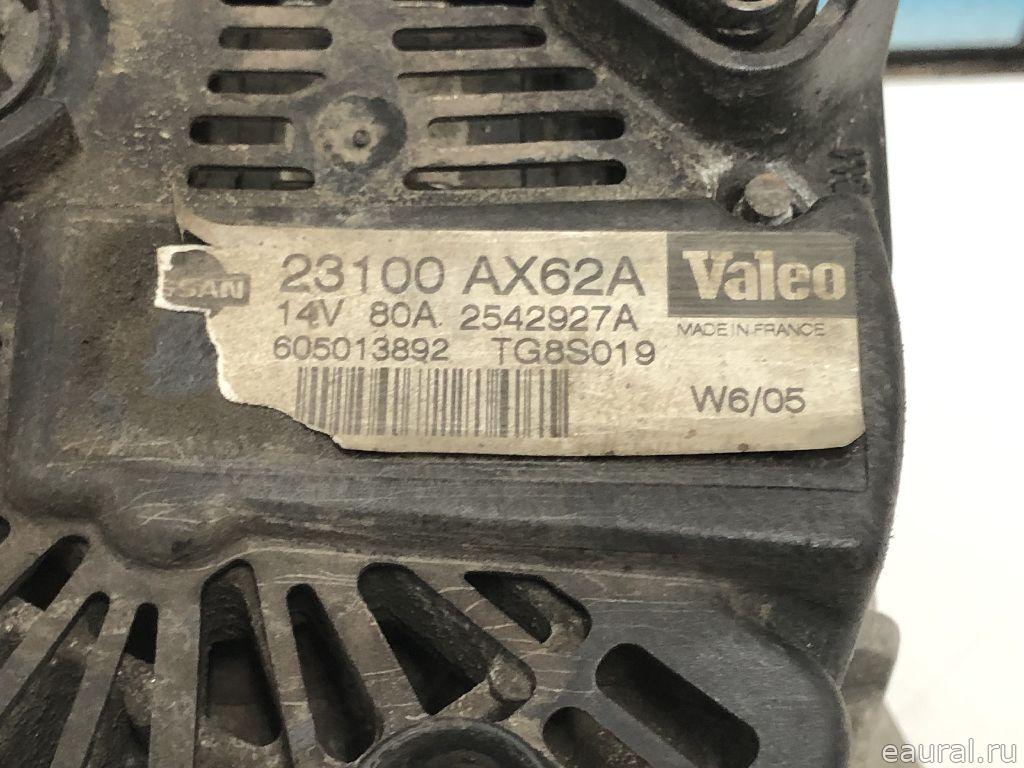 SSAN 23100 AX62A Valeo
14V 80A 2542927A MADE IN FRANCE
605013892 TG8S019
W6/05
eaural.ru